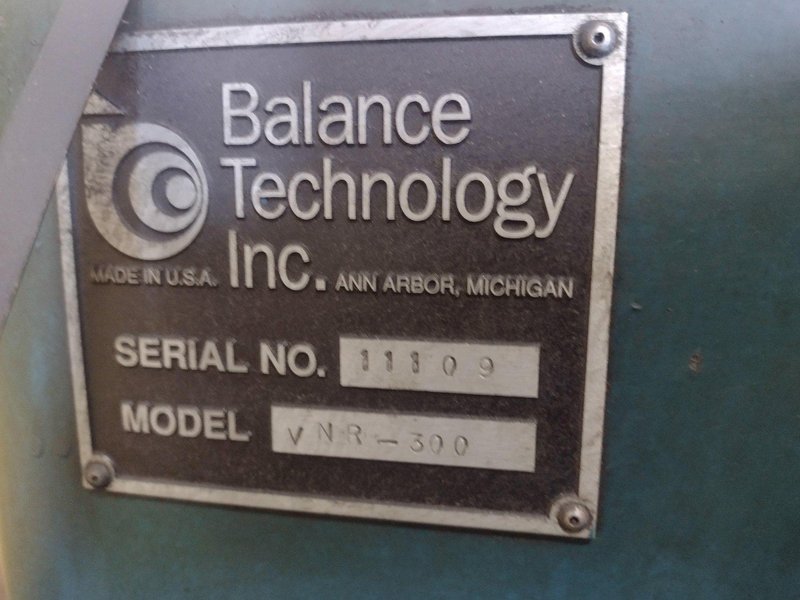 Balance
Technology
Inc.
MADE IN U.S.A. ANN ARBOR, MICHIGAN
SERIAL NO. 11109
MODEL VNR-300